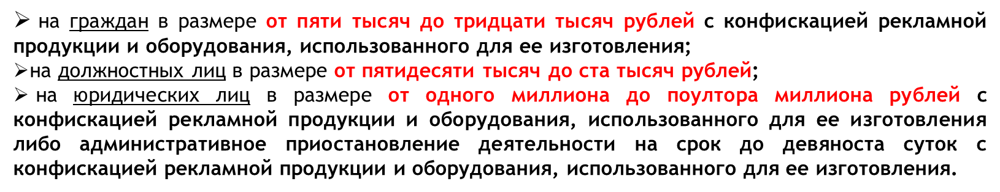 ➢ на граждан в размере от пяти тысяч до тридцати тысяч рублей с конфискацией рекламной
продукции и оборудования, использованного для ее изготовления;
➢на должностных лиц в размере от пятидесяти тысяч до ста тысяч рублей;
➢ на юридических лиц в размере от одного миллиона до поултора миллиона рублей с
конфискацией рекламной продукции и оборудования, использованного для ее изготовления
либо административное приостановление деятельности на срок до девяноста суток с
конфискацией рекламной продукции и оборудования, использованного для ее изготовления.